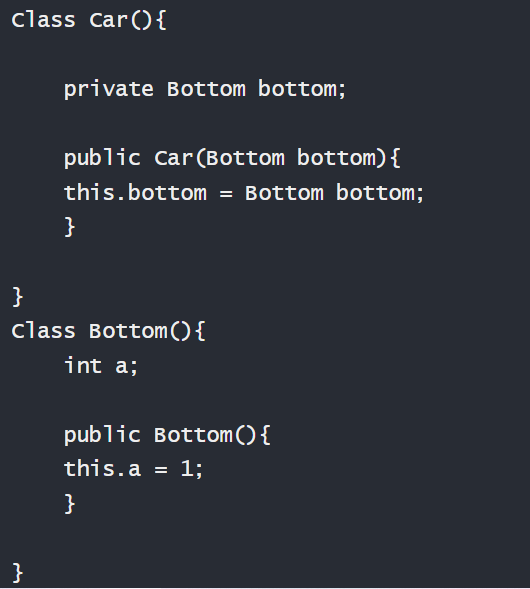 Class Car(){
private Bottom bottom;
public Car(Bottom bottom){
this.bottom = Bottom bottom;
}
}
Class Bottom(){
int a;
public Bottom(){
this.a = 1;
}
}